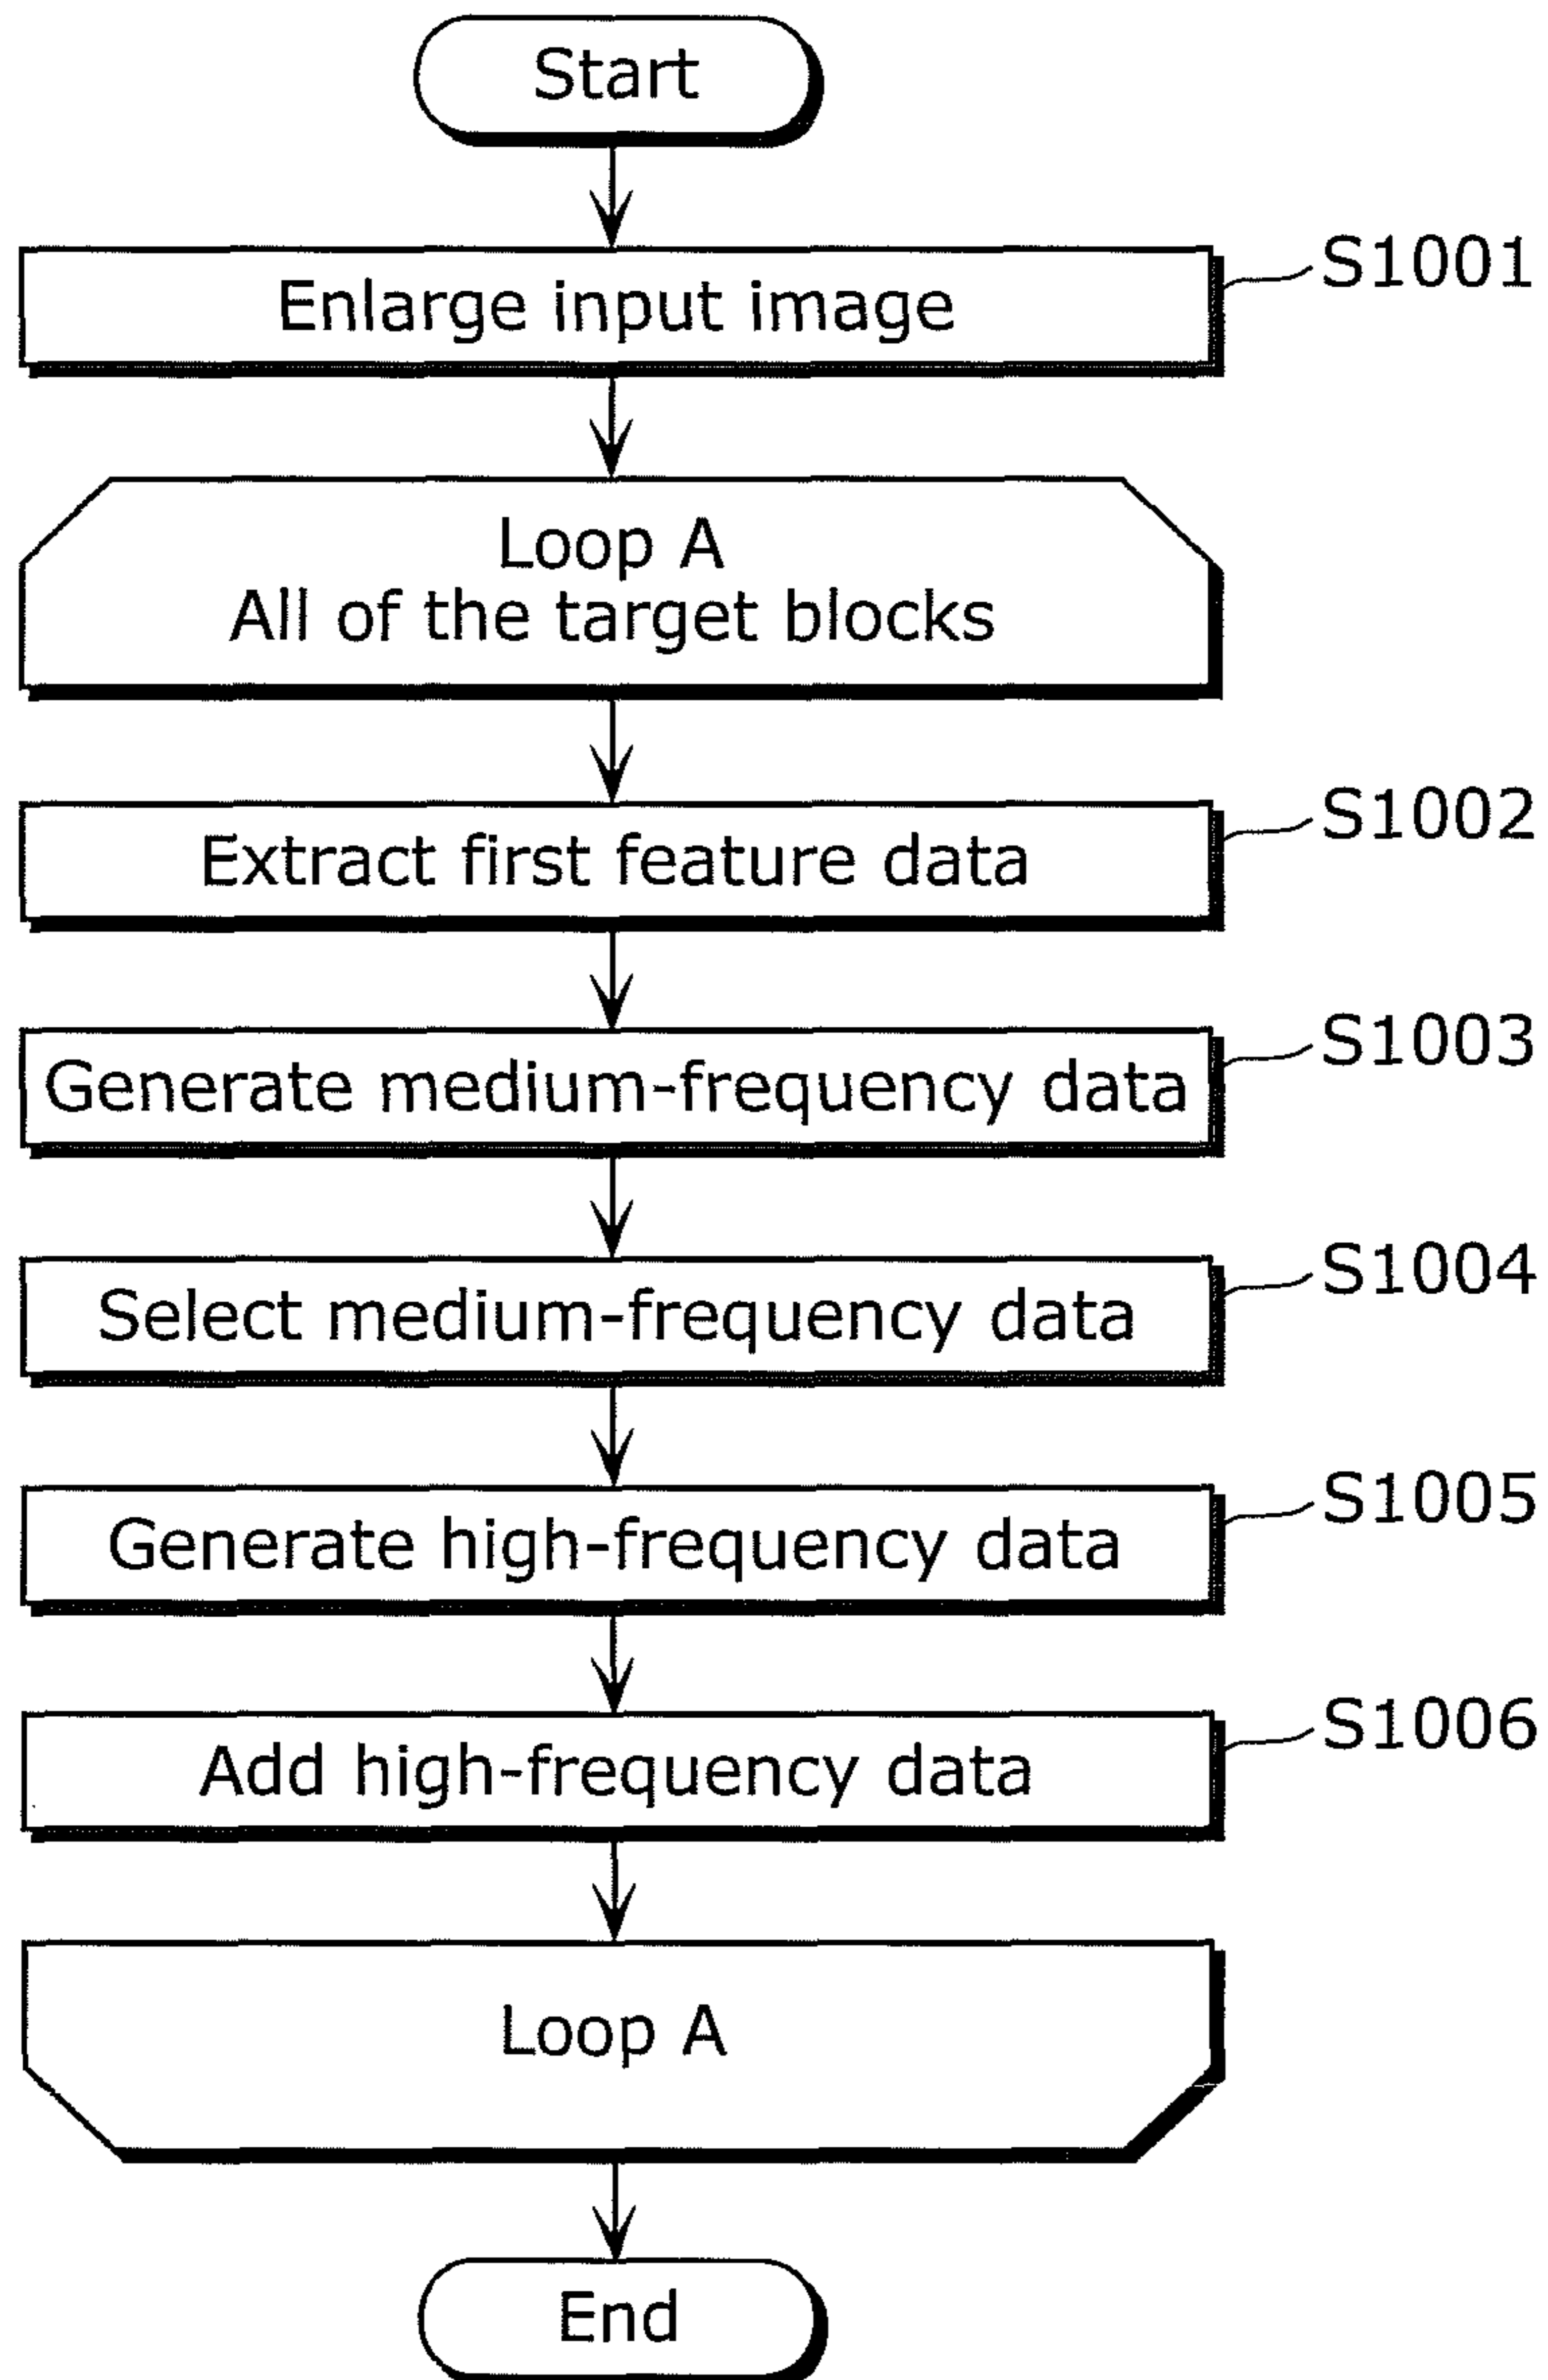 Start
Enlarge input image
S1001
Loop A
All of the target blocks
Extract first feature data
S1002
Generate medium-frequency data
S1003
Select medium-frequency data
S1004
Generate high-frequency data
S1005
Add high-frequency data
S1006
Loop A
End